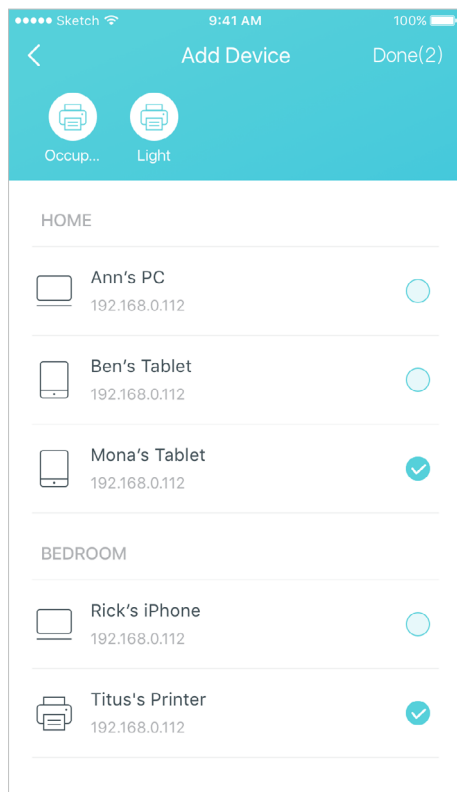 Sketch 9:41 AM 100%
Add Device Done(2)
Occup... Light
HOME
Ann's PC
192.168.0.112
Ben's Tablet
192.168.0.112
Mona's Tablet
192.168.0.112
BEDROOM
Rick's iPhone
192.168.0.112
Titus's Printer
192.168.0.112